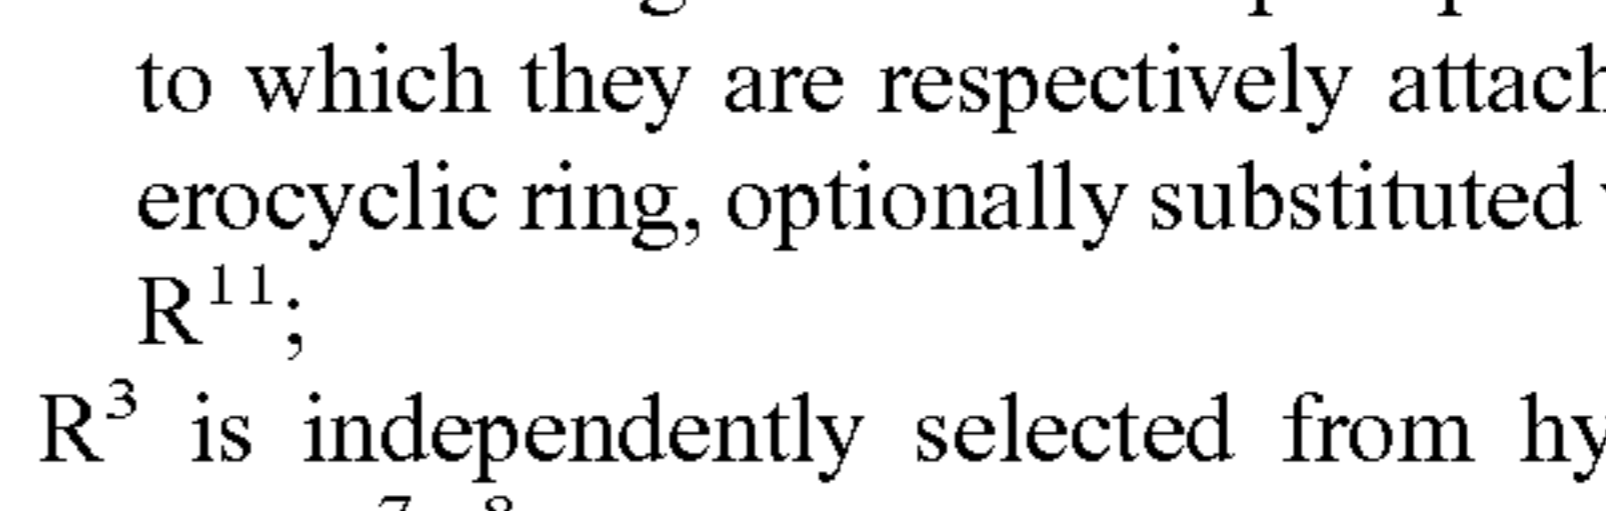 to which they are respectively attach
erocyclic ring, optionally substituted
R¹¹;
R³ is independently selected from hy